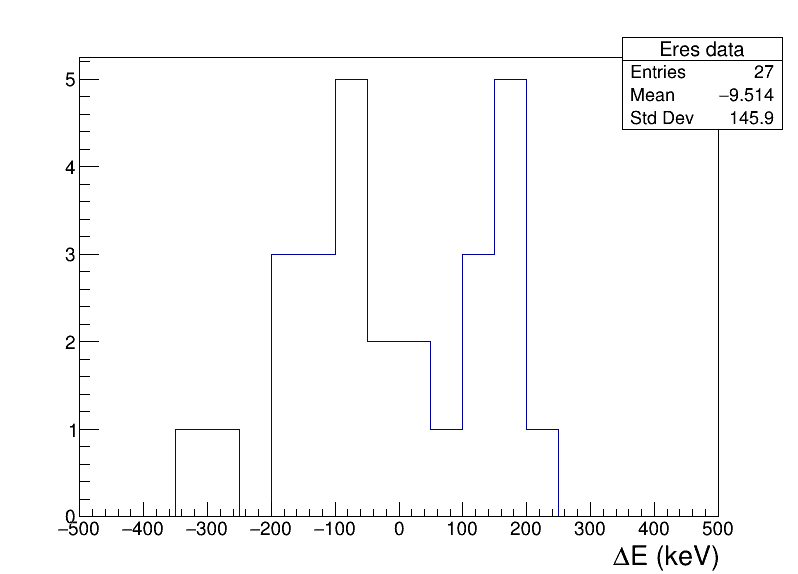 Eres data
Entries 27
Mean −9.514
Std Dev 145.9
5
4
3
2
1
0
−500 −400 −300 −200 −100 0 100 200 300 400 500
ΔE (keV)